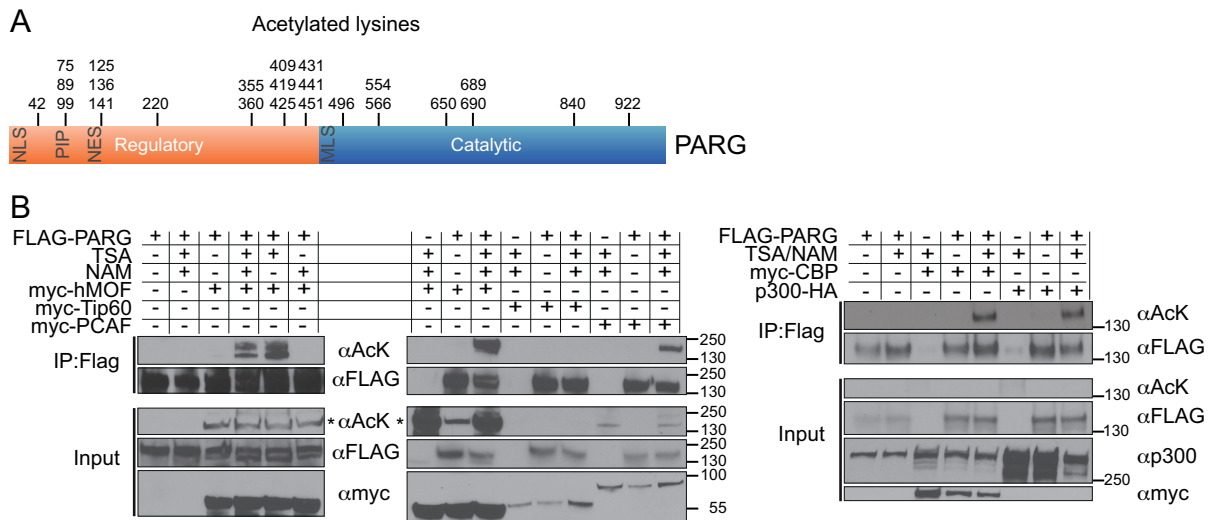 A
Acetylated lysines
75 125 409 431
89 136 355 419 441 554 689
42 99 141 220 360 425 451 496 566 650 690 840 922
NLS PIP NES Regulatory MLS Catalytic PARG
B
FLAG-PARG + + + + + + - + + - + + - + +
TSA - + - + + - + - + + - + + - +
NAM - + - + - + + - + + - + + - +
myc-hMOF - - + + + + + + + - - - - - -
myc-Tip60 - - - - - - - - - + + + - - -
myc-PCAF - - - - - - - - - - - - + + +
IP:Flag
αAcK 250 130
αFLAG 250 130
Input
* αAcK * 250 130
αFLAG 250 130
αmyc 100 55
FLAG-PARG + + - + + - + +
TSA/NAM - + + - + + - +
myc-CBP - - + + + - - -
p300-HA - - - - - + + +
IP:Flag
αAcK 130
αFLAG 130
Input
αAcK 130
αFLAG 130
αp300 250
αmyc